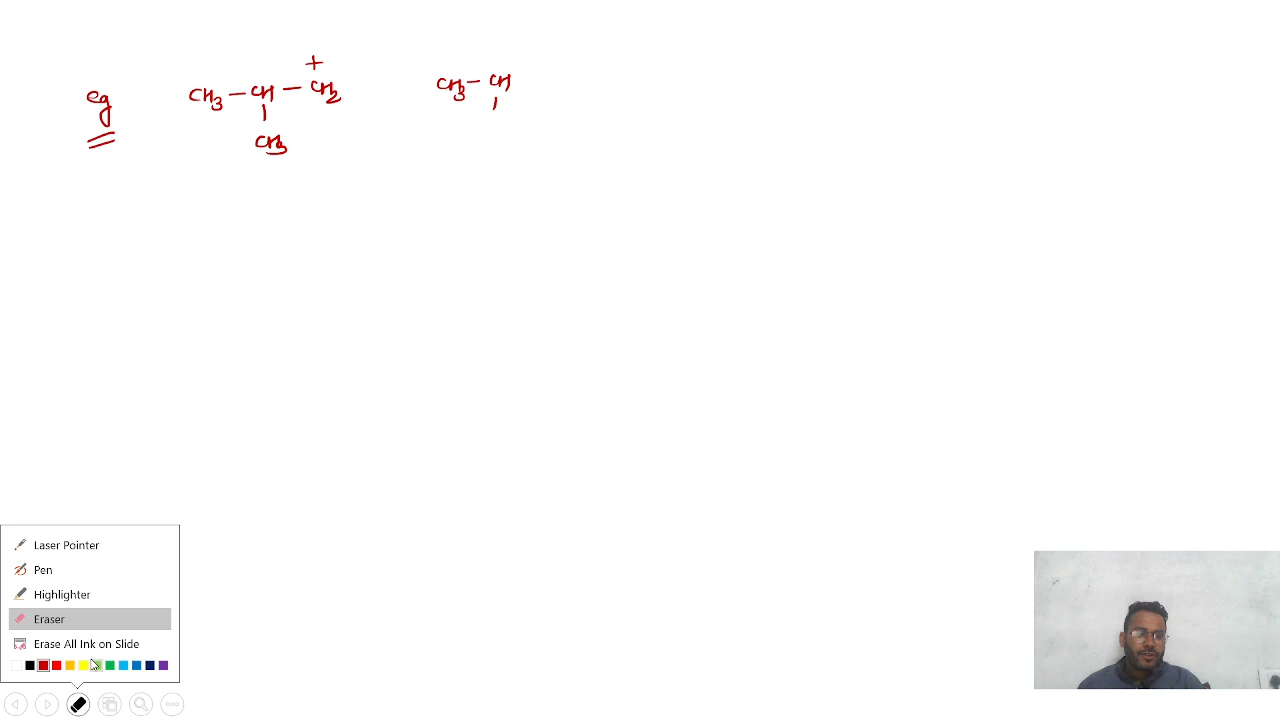 +
eg CH3 - CH - CH2 CH3 - CH
CH3
Laser Pointer
Pen
Highlighter
Eraser
Erase All Ink on Slide